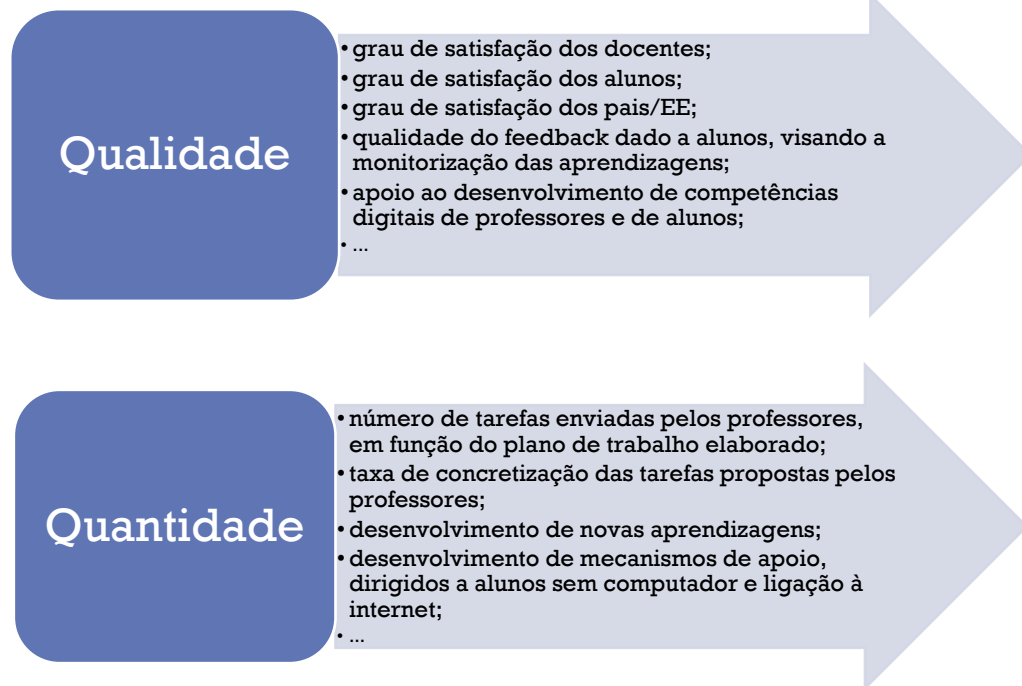 Qualidade
• grau de satisfação dos docentes;
• grau de satisfação dos alunos;
• grau de satisfação dos pais/EE;
• qualidade do feedback dado a alunos, visando a
monitorização das aprendizagens;
• apoio ao desenvolvimento de competências
digitais de professores e de alunos;
• ...
Quantidade
• número de tarefas enviadas pelos professores,
em função do plano de trabalho elaborado;
• taxa de concretização das tarefas propostas pelos
professores;
• desenvolvimento de novas aprendizagens;
• desenvolvimento de mecanismos de apoio,
dirigidos a alunos sem computador e ligação à
internet;
• ...